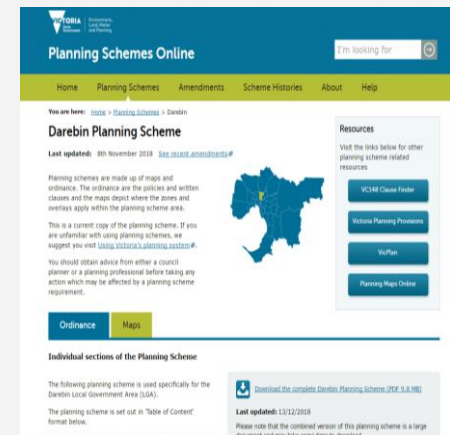 VICTORIA
State Government
Environment,
Land, Water
and Planning
Planning Schemes Online
I'm looking for
Home Planning Schemes Amendments Scheme Histories About Help
You are here: Home > Planning Schemes > Darebin
Darebin Planning Scheme
Last updated: 8th November 2018 See recent amendments
Planning schemes are made up of maps and
ordinance. The ordinance are the policies and written
clauses and the maps depict where the zones and
overlays apply within the planning scheme area.
This is a current copy of the planning scheme. If you
are unfamiliar with using planning schemes, we
suggest you visit Using Victoria's planning system.
You should obtain advice from either a council
planner or a planning professional before taking any
action which may be affected by a planning scheme
requirement.
Resources
Visit the links below for other
planning scheme related
resources
VC148 Clause Finder
Victoria Planning Provisions
VicPlan
Planning Maps Online
Ordinance Maps
Individual sections of the Planning Scheme
The following planning scheme is used specifically for the
Darebin Local Government Area (LGA).
The planning scheme is set out in 'Table of Content'
format below.
Download the complete Darebin Planning Scheme (PDF 9.8 MB)
Last updated: 13/12/2018
Please note that the combined version of this planning scheme is a large